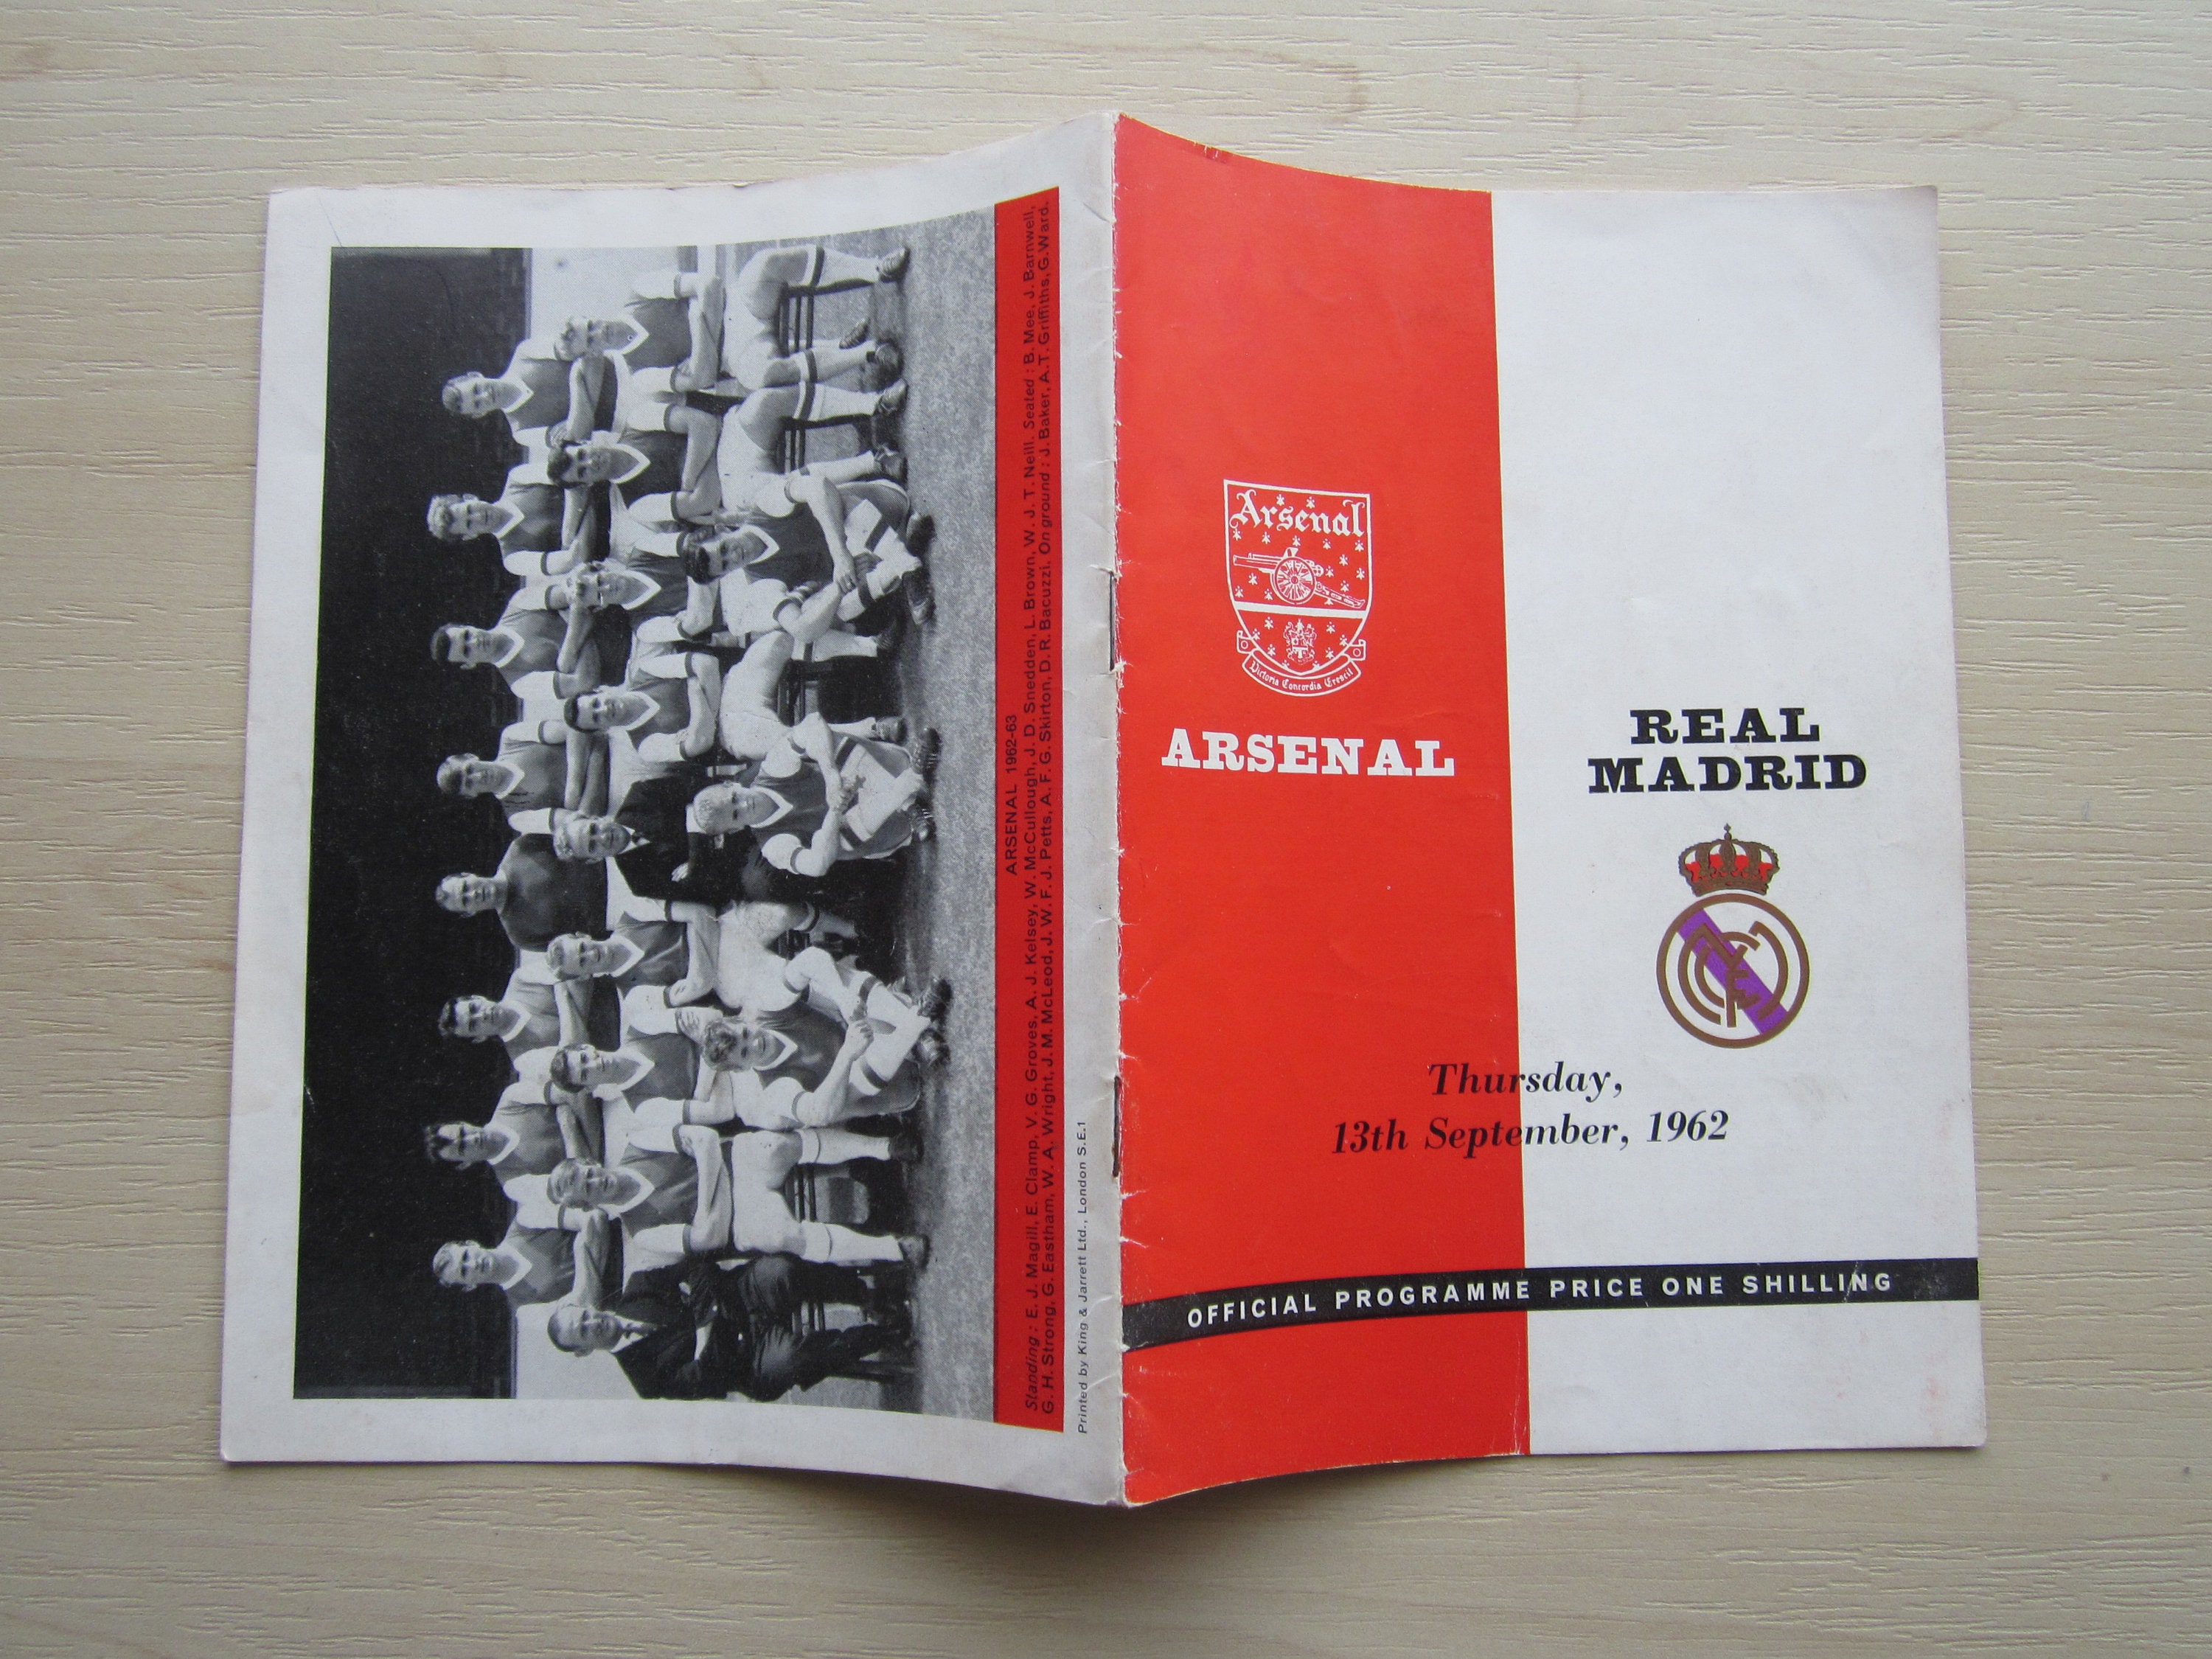 ARSENAL 1962-63
Standing : E. J. Magill, E. Clamp, V. G. Groves, A. J. Kelsey, W. McCullough, J. D. Snedden, L. Brown, W. J. T. Neill. Seated : B. Mee, J. Barnwell,
G. H. Strong, G. Eastham, W. A. Wright, J. M. McLeod, J. W. F. J. Petts, A. F. G. Skirton, D. R. Bacuzzi. On ground : J. Baker, A. T. Griffiths, G. Ward.
Printed by King & Jarrett Ltd., London S.E.1
Arsenal
Victoria Concordia Crescit
ARSENAL
REAL
MADRID
Thursday,
13th September, 1962
OFFICIAL PROGRAMME PRICE ONE SHILLING